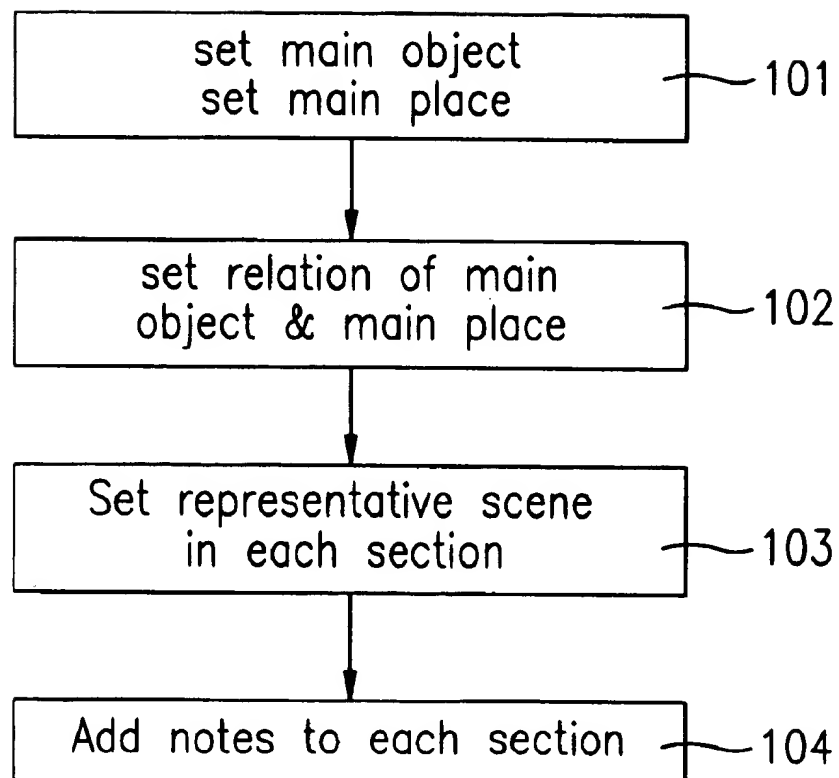 set main object
set main place
101
set relation of main
object & main place
102
Set representative scene
in each section
103
Add notes to each section
104